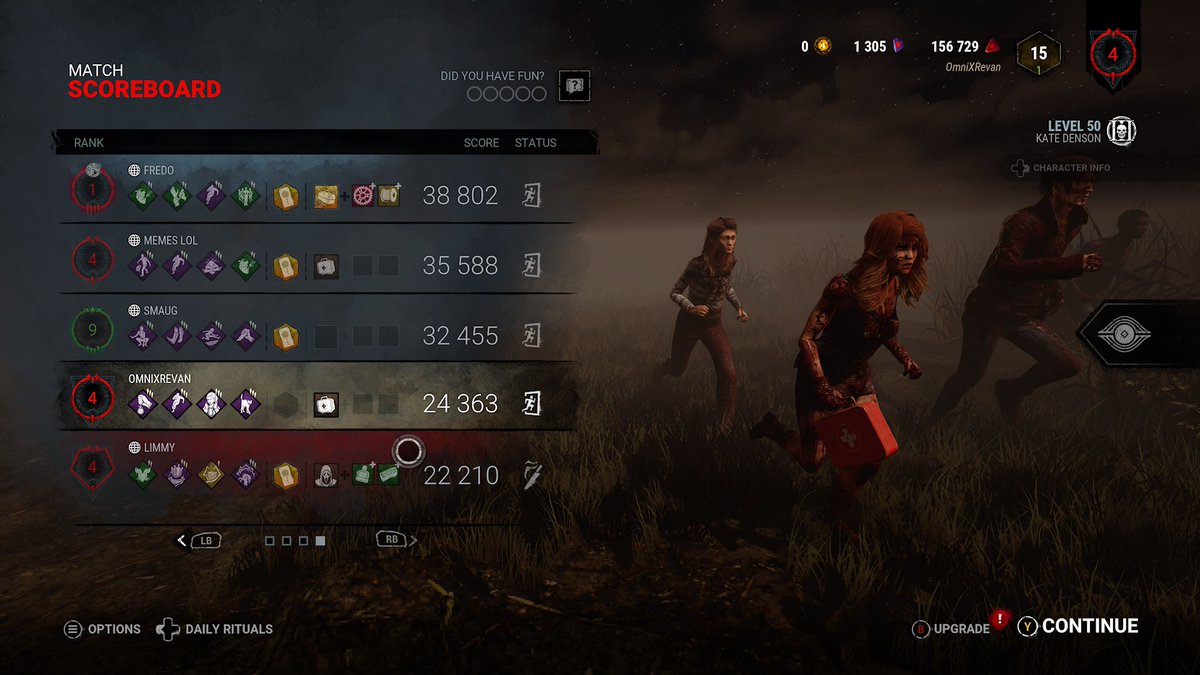 MATCH
SCOREBOARD
DID YOU HAVE FUN?
0 1 305 156 729
OmniXRevan
15
1
4
LEVEL 50
KATE DENSON
CHARACTER INFO
RANK SCORE STATUS
FREDO
1 38 802
MEMES LOL
4 35 588
SMAUG
9 32 455
OMNIXREVAN
4 24 363
LIMMY
4 22 210
LB RB
OPTIONS DAILY RITUALS
B UPGRADE ! Y CONTINUE